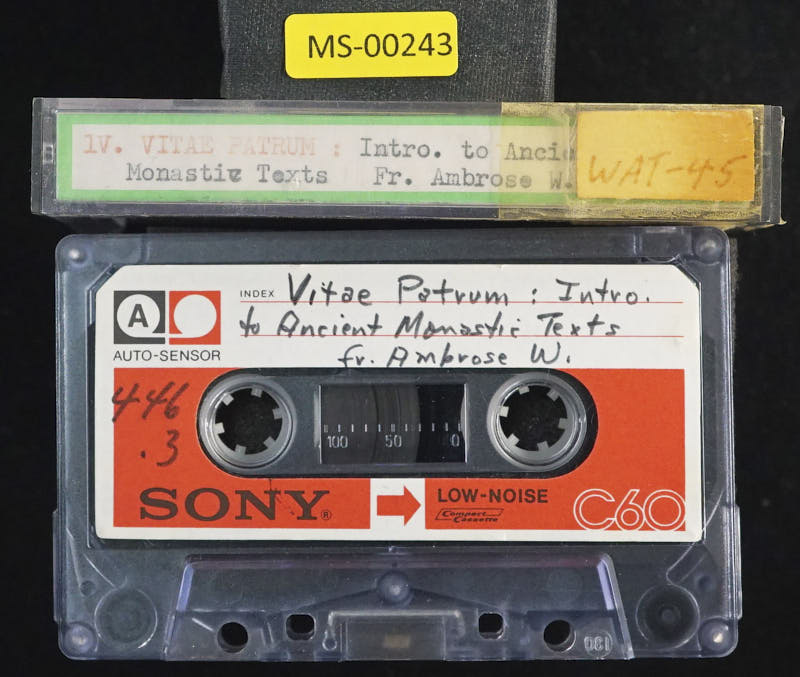 MS-00243
1V. VITAE PATRUM : Intro. to Ancie
Monastic Texts Fr. Ambrose W.
WAT-45
A
INDEX Vitae Patrum : Intro.
to Ancient Monastic Texts
fr. Ambrose W.
AUTO-SENSOR
446
.3
100 50 0
SONY®
LOW-NOISE
Compact
Cassette
C60